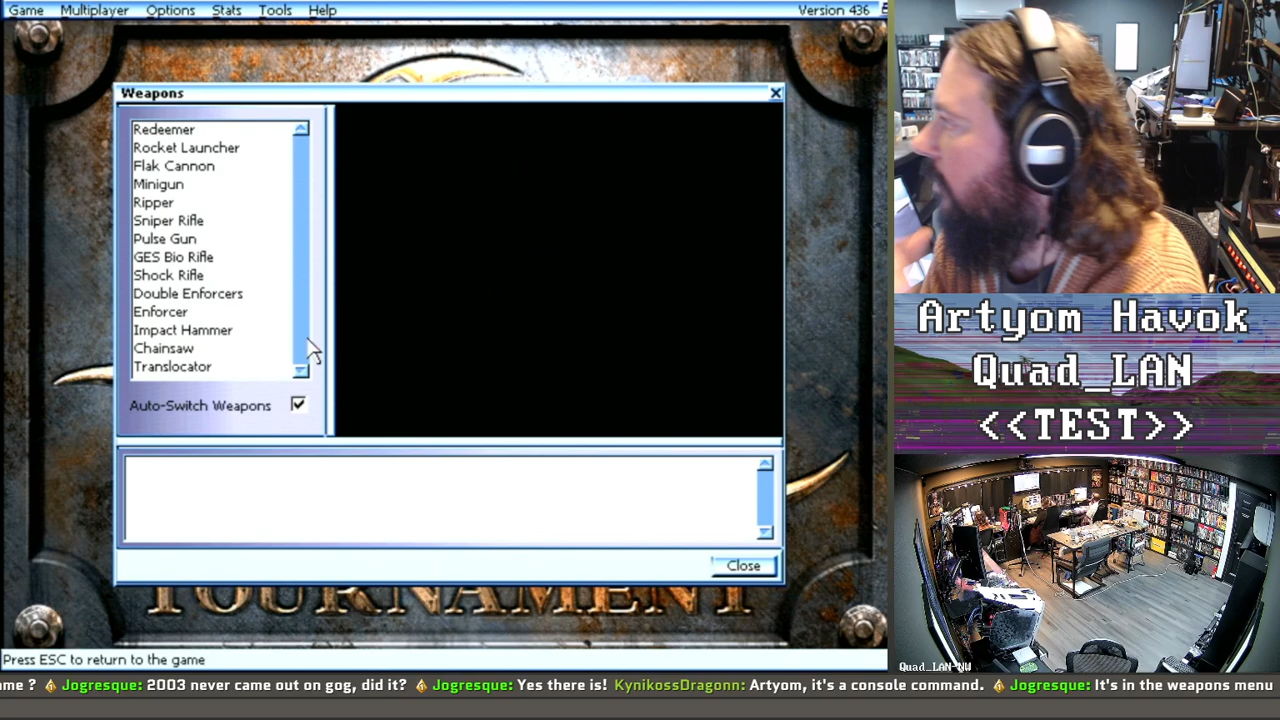 Game Multiplayer Options Stats Tools Help Version 436
Weapons
Redeemer
Rocket Launcher
Flak Cannon
Minigun
Ripper
Sniper Rifle
Pulse Gun
GES Bio Rifle
Shock Rifle
Double Enforcers
Enforcer
Impact Hammer
Chainsaw
Translocator
Auto-Switch Weapons
Close
TOURNAMENT
Press ESC to return to the game
Artyom Havok
Quad_LAN
<<TEST>>
Quad_LAN-NW
ame ? Jogresque: 2003 never came out on gog, did it? Jogresque: Yes there is! KynikossDragonn: Artyom, it's a console command. Jogresque: It's in the weapons menu